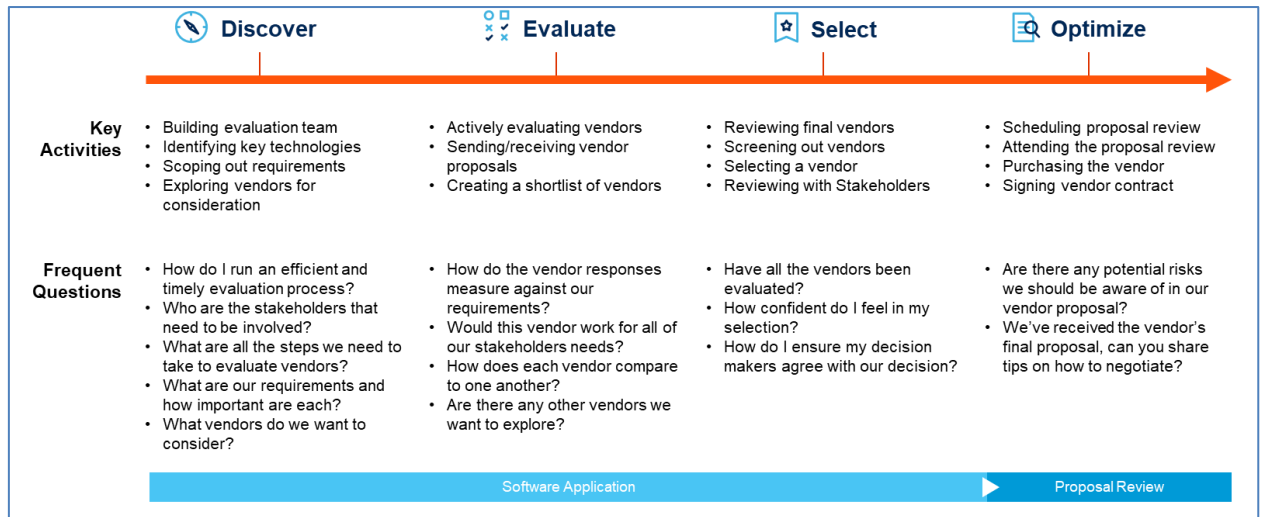 Discover
Evaluate
Select
Optimize
Key
Activities
• Building evaluation team
• Identifying key technologies
• Scoping out requirements
• Exploring vendors for
consideration
• Actively evaluating vendors
• Sending/receiving vendor
proposals
• Creating a shortlist of vendors
• Reviewing final vendors
• Screening out vendors
• Selecting a vendor
• Reviewing with Stakeholders
• Scheduling proposal review
• Attending the proposal review
• Purchasing the vendor
• Signing vendor contract
Frequent
Questions
• How do I run an efficient and
timely evaluation process?
• Who are the stakeholders that
need to be involved?
• What are all the steps we need to
take to evaluate vendors?
• What are our requirements and
how important are each?
• What vendors do we want to
consider?
• How do the vendor responses
measure against our
requirements?
• Would this vendor work for all of
our stakeholders needs?
• How does each vendor compare
to one another?
• Are there any other vendors we
want to explore?
• Have all the vendors been
evaluated?
• How confident do I feel in my
selection?
• How do I ensure my decision
makers agree with our decision?
• Are there any potential risks
we should be aware of in our
vendor proposal?
• We’ve received the vendor’s
final proposal, can you share
tips on how to negotiate?
Software Application
Proposal Review